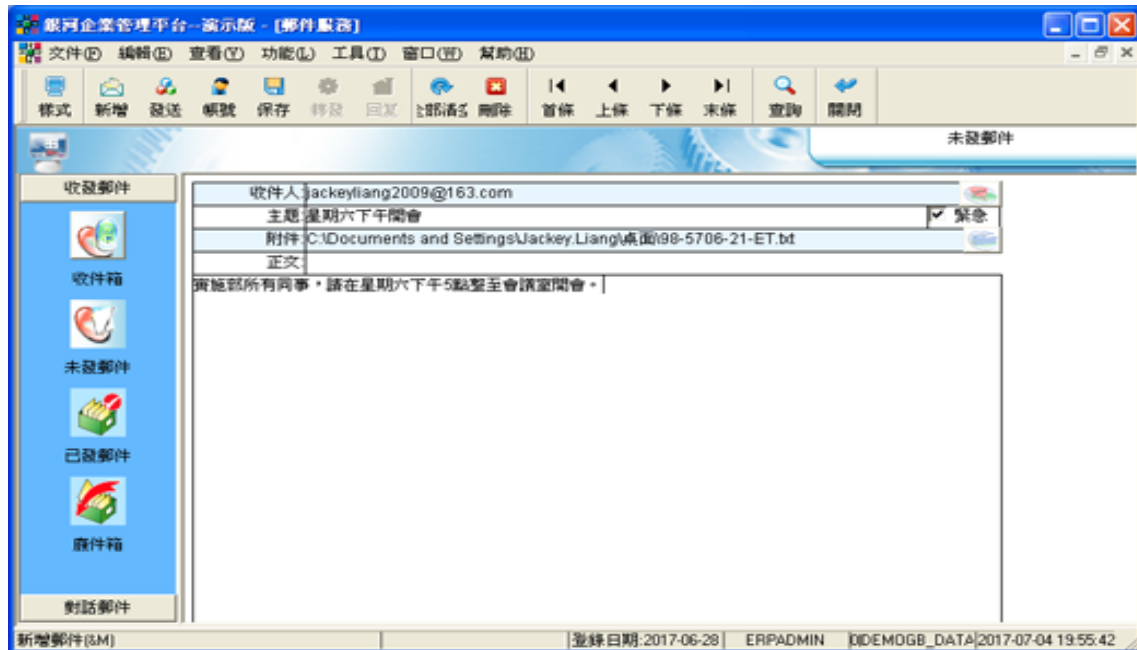 銀河企業管理平台--演示版 - [郵件服務]
文件(F) 編輯(E) 查看(Y) 功能(L) 工具(T) 窗口(W) 幫助(H)
樣式 新增 發送 帳號 保存 移發 回复 全部清空 刪除 首條 上條 下條 末條 查詢 關閉
未發郵件
收發郵件
收件箱
未發郵件
已發郵件
廢件箱
對話郵件
收件人:jackeyliang2009@163.com
主題:星期六下午開會 緊急
附件:C:\Documents and Settings\Jackey.Liang\桌面\98-5706-21-ET.txt
正文:
實施部所有同事,請在星期六下午5點整至會議室開會。
新增郵件(&M) 登錄日期:2017-06-28 ERPADMIN DEMOGB_DATA 2017-07-04 19:55:42